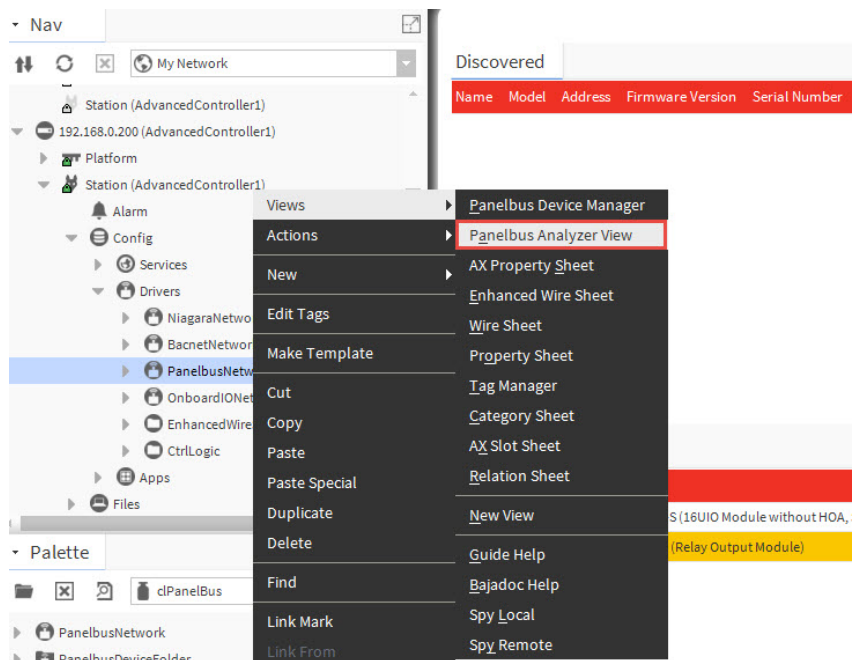 Nav
My Network
Station (AdvancedController1)
192.168.0.200 (AdvancedController1)
Platform
Station (AdvancedController1)
Alarm
Config
Services
Drivers
NiagaraNetwo
BacnetNetwor
PanelbusNetw
OnboardIONet
EnhancedWire
CtrlLogic
Apps
Files
Palette
clPanelBus
PanelbusNetwork
PanelbusDeviceFolder
Views
Actions
New
Edit Tags
Make Template
Cut
Copy
Paste
Paste Special
Duplicate
Delete
Find
Link Mark
Link From
Panelbus Device Manager
Panelbus Analyzer View
AX Property Sheet
Enhanced Wire Sheet
Wire Sheet
Property Sheet
Tag Manager
Category Sheet
AX Slot Sheet
Relation Sheet
New View
Guide Help
Bajadoc Help
Spy Local
Spy Remote
Discovered
Name Model Address Firmware Version Serial Number
S (16UIO Module without HOA,
(Relay Output Module)